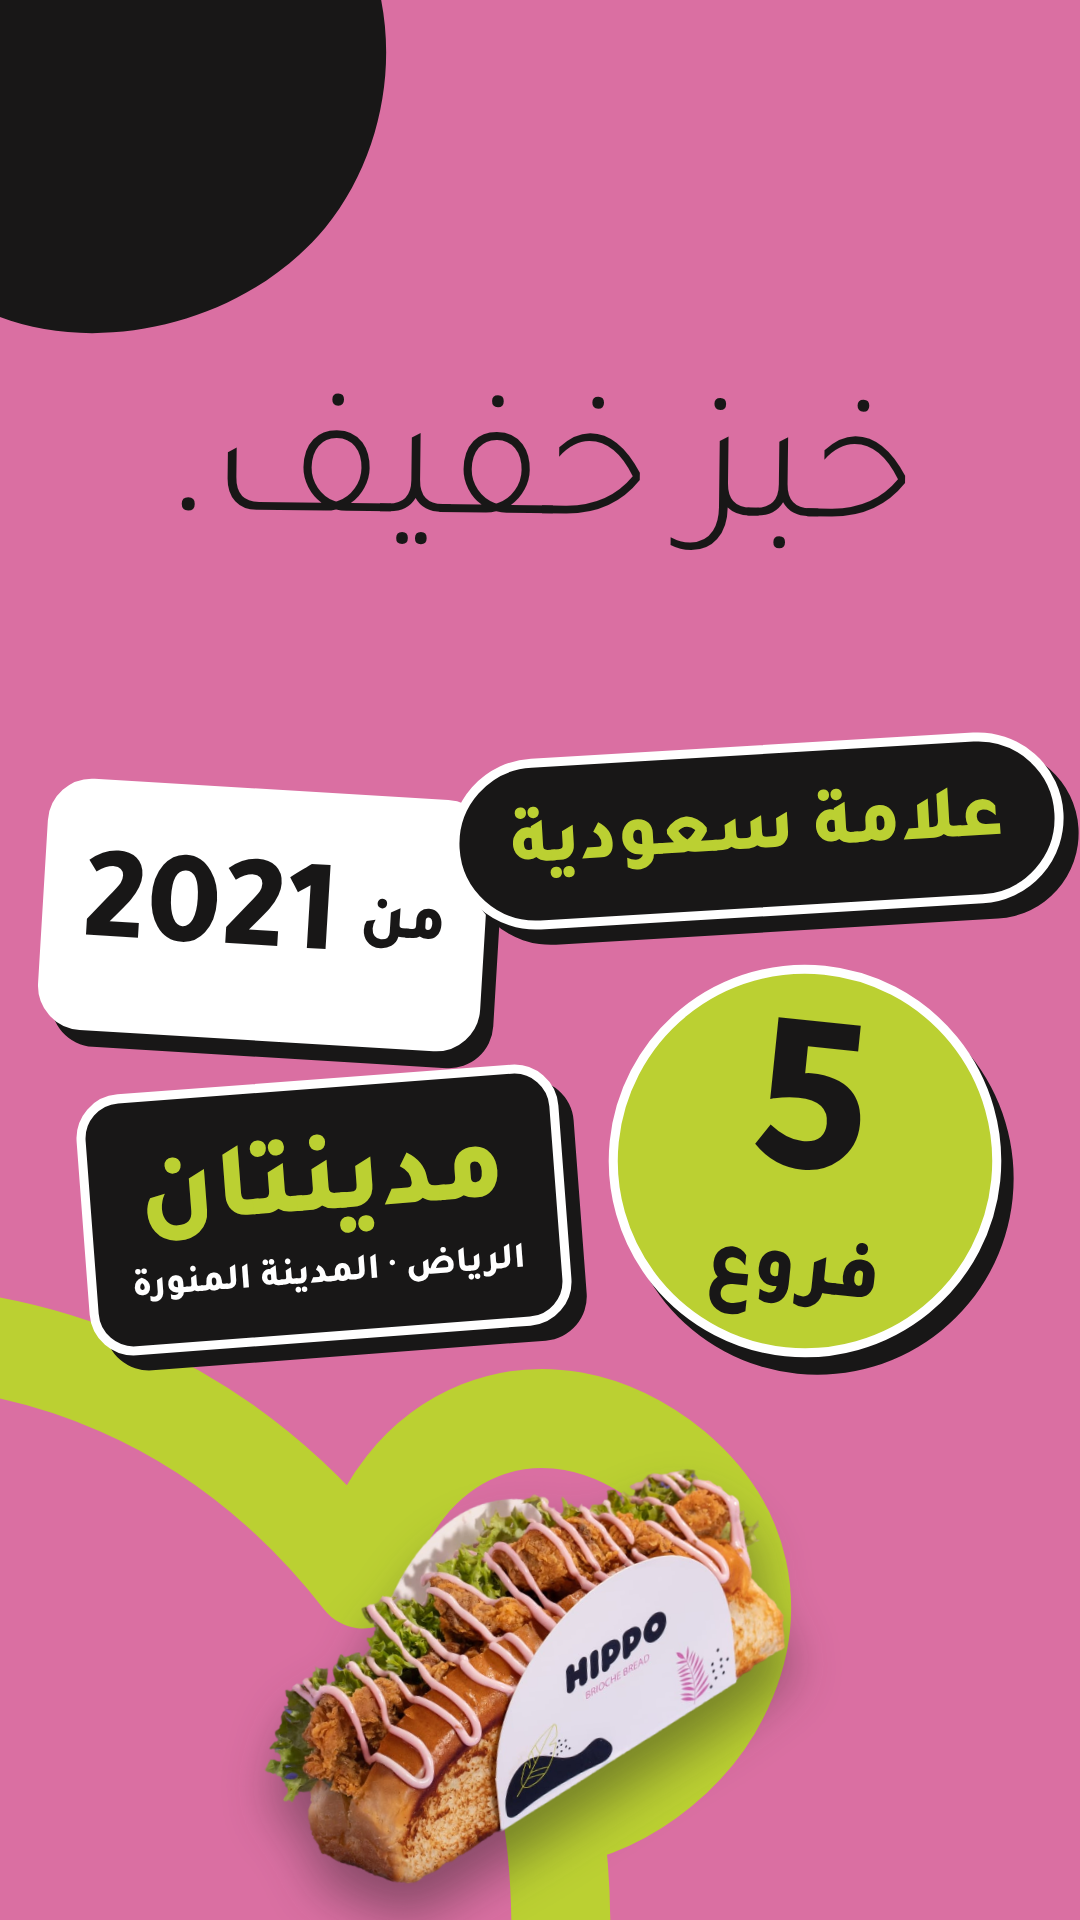 خبز خفيف.
علامة سعودية
من 2021
5
فروع
مدينتان
الرياض · المدينة المنورة
HIPPO
BRIOCHE BREAD